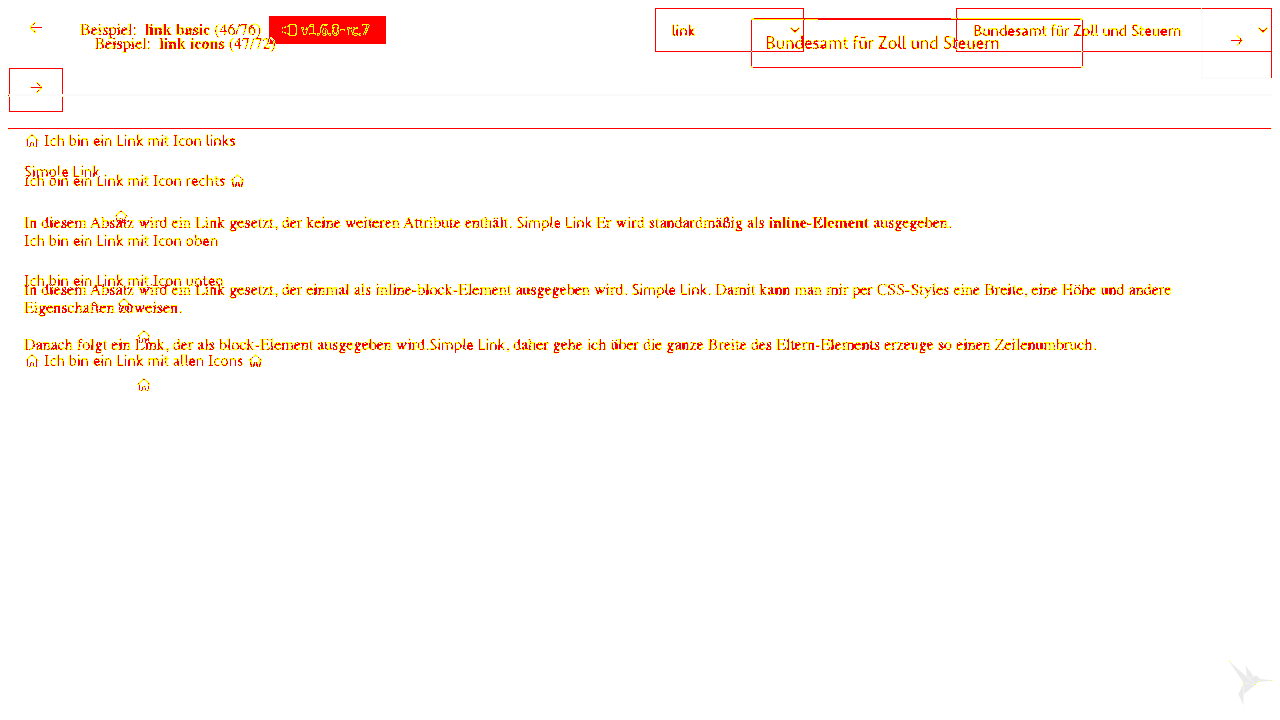 Beispiel: link basic (46/76) v1.6.0-rc.7 link Bundesamt für Zoll und Steuern
Beispiel: link icons (47/72) Bundesamt für Zoll und Steuern
Ich bin ein Link mit Icon links
Simple Link
Ich bin ein Link mit Icon rechts
In diesem Absatz wird ein Link gesetzt, der keine weiteren Attribute enthält. Simple Link Er wird standardmäßig als inline-Element ausgegeben.
Ich bin ein Link mit Icon oben
Ich bin ein Link mit Icon unten
In diesem Absatz wird ein Link gesetzt, der einmal als inline-block-Element ausgegeben wird. Simple Link. Damit kann man mir per CSS-Styles eine Breite, eine Höhe und andere
Eigenschaften zuweisen.
Danach folgt ein Link, der als block-Element ausgegeben wird.Simple Link, daher gehe ich über die ganze Breite des Eltern-Elements erzeuge so einen Zeilenumbruch.
Ich bin ein Link mit allen Icons